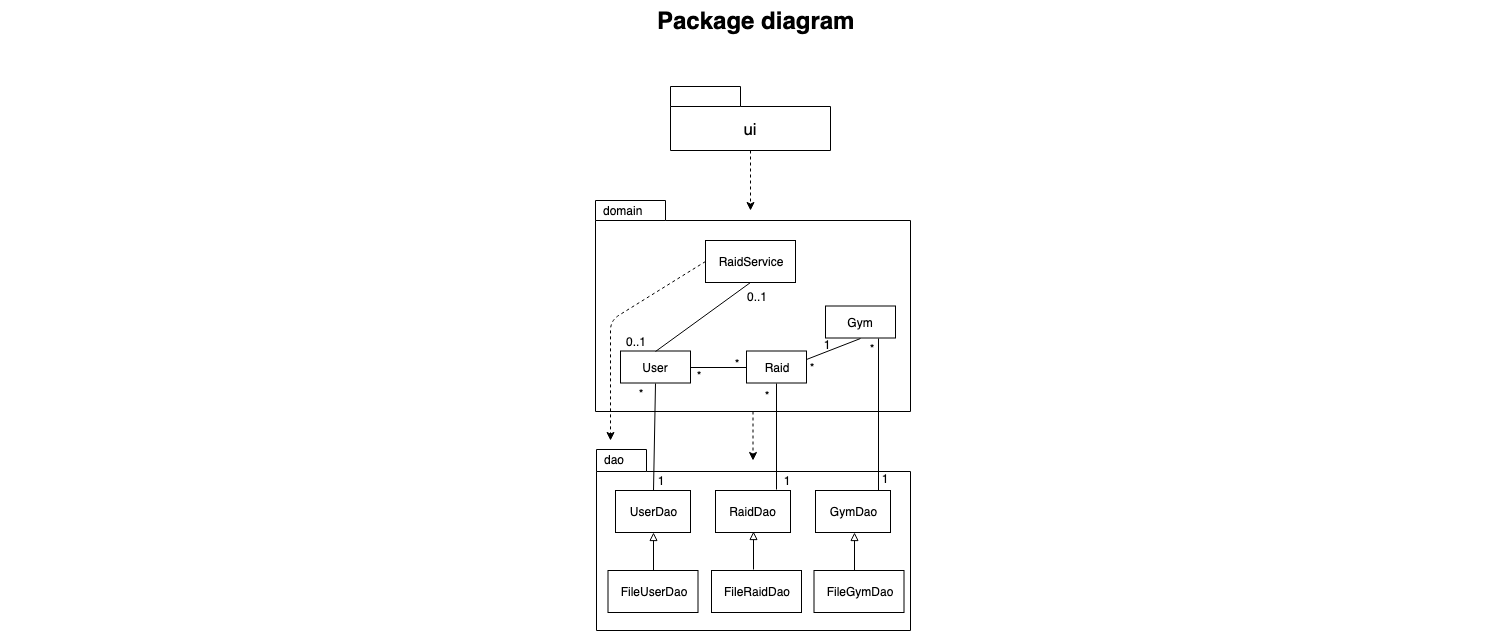 Package diagram
ui
domain
RaidService
0..1
Gym
0..1
1
*
User
*
*
Raid
*
*
*
dao
1
1
1
UserDao
RaidDao
GymDao
FileUserDao
FileRaidDao
FileGymDao